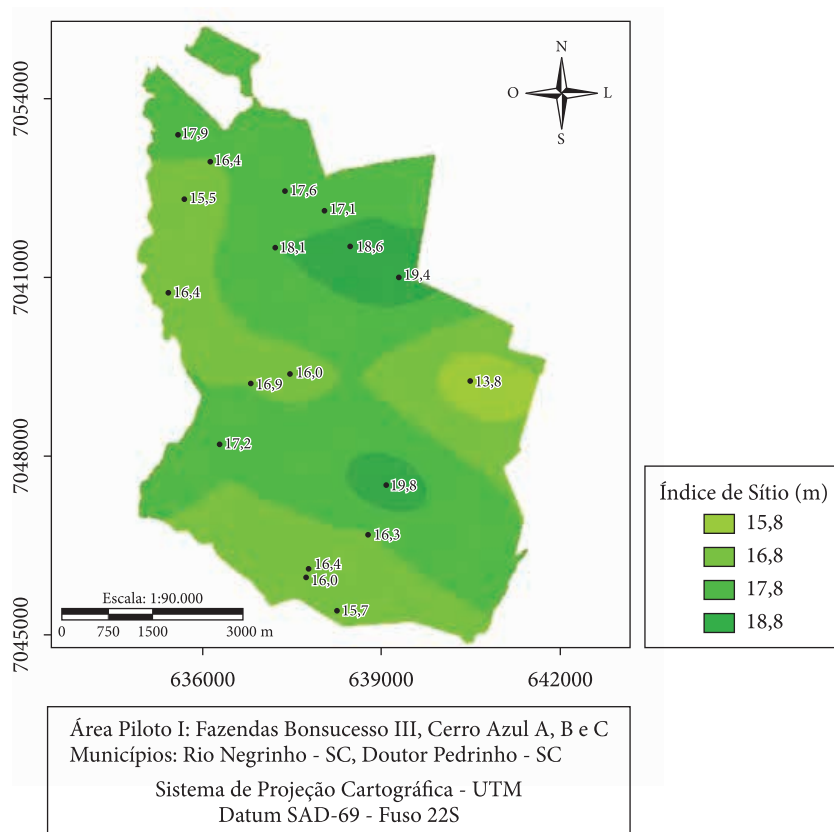 N
O
L
S
7054000
7041000
7048000
7045000
17,9
16,4
15,5
17,6
17,1
18,1
18,6
19,4
16,4
16,0
16,9
13,8
17,2
19,8
16,3
16,4
16,0
15,7
Escala: 1:90.000
0 750 1500 3000 m
636000 639000 642000
Índice de Sítio (m)
15,8
16,8
17,8
18,8
Área Piloto I: Fazendas Bonsucesso III, Cerro Azul A, B e C
Municípios: Rio Negrinho - SC, Doutor Pedrinho - SC
Sistema de Projeção Cartográfica - UTM
Datum SAD-69 - Fuso 22S